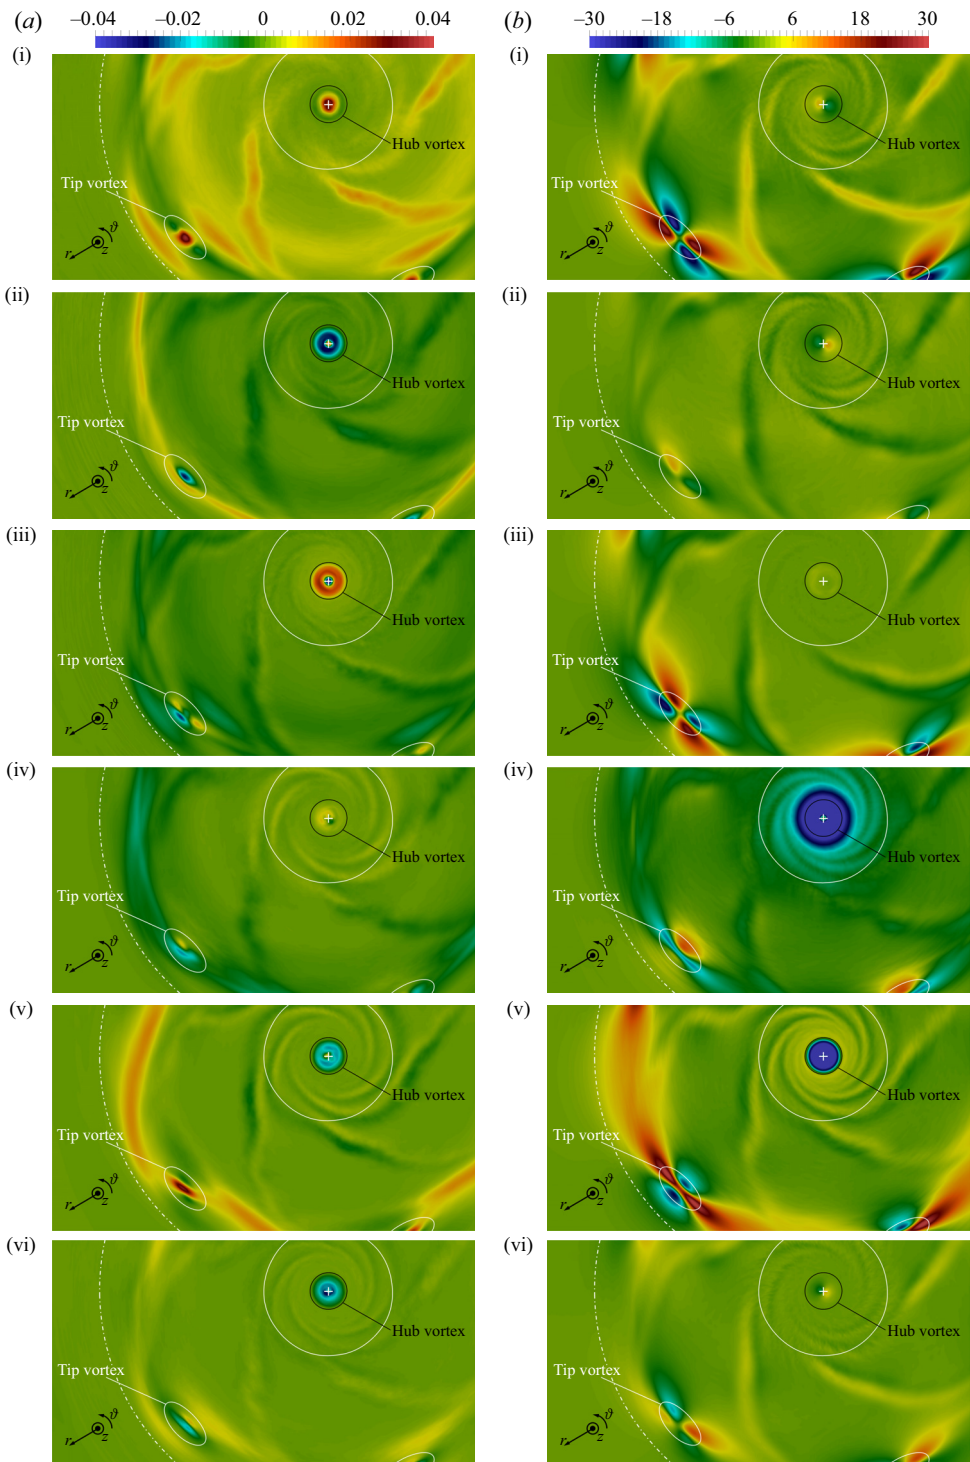 (a) −0.04 −0.02 0 0.02 0.04 (b) −30 −18 −6 6 18 30
(i) (i)
Hub vortex Hub vortex
Tip vortex Tip vortex
ϑ ϑ
r z r z
(ii) (ii)
Hub vortex Hub vortex
Tip vortex Tip vortex
ϑ ϑ
r z r z
(iii) (iii)
Hub vortex Hub vortex
Tip vortex Tip vortex
ϑ ϑ
r z r z
(iv) (iv)
Hub vortex Hub vortex
Tip vortex Tip vortex
ϑ ϑ
r z r z
(v) (v)
Hub vortex Hub vortex
Tip vortex Tip vortex
ϑ ϑ
r z r z
(vi) (vi)
Hub vortex Hub vortex
Tip vortex Tip vortex
ϑ ϑ
r z r z